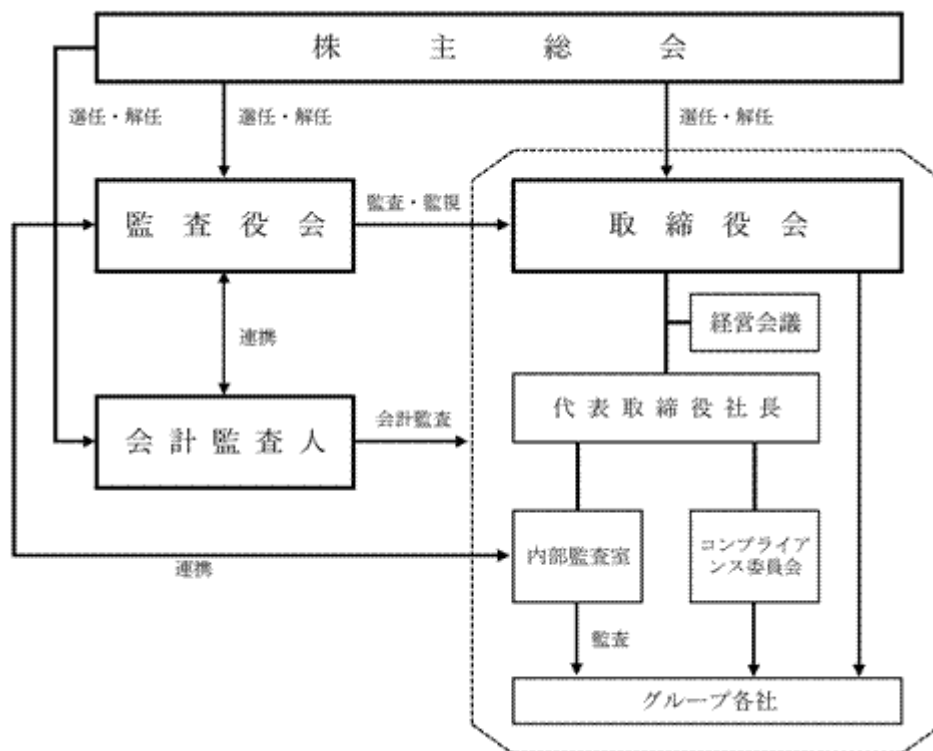 株主総会
選任・解任
選任・解任
選任・解任
監査役会
監査・監視
取締役会
経営会議
連携
代表取締役社長
会計監査人
会計監査
内部監査室
コンプライア
ンス委員会
連携
監査
グループ各社